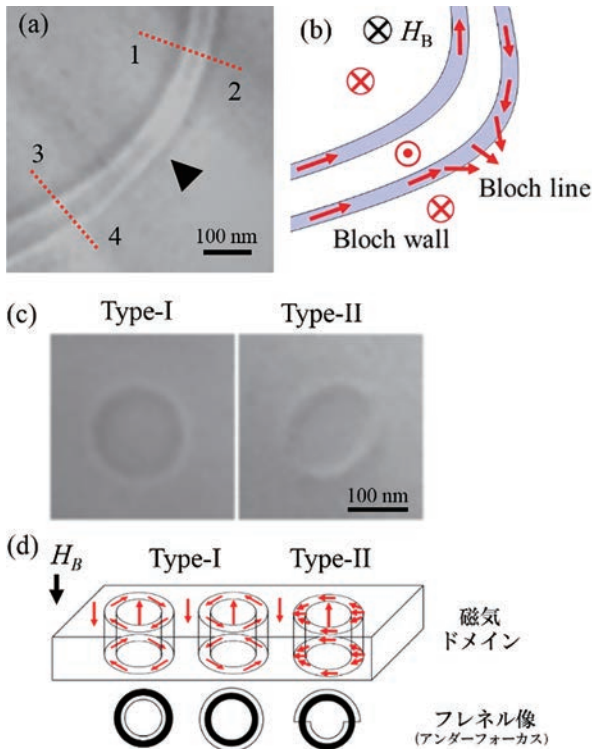 (a)
1
2
3
4
100 nm
(b)
H_B
Bloch line
Bloch wall
(c)
Type-I
Type-II
100 nm
(d)
H_B
Type-I
Type-II
磁気
ドメイン
フレネル像
(アンダーフォーカス)